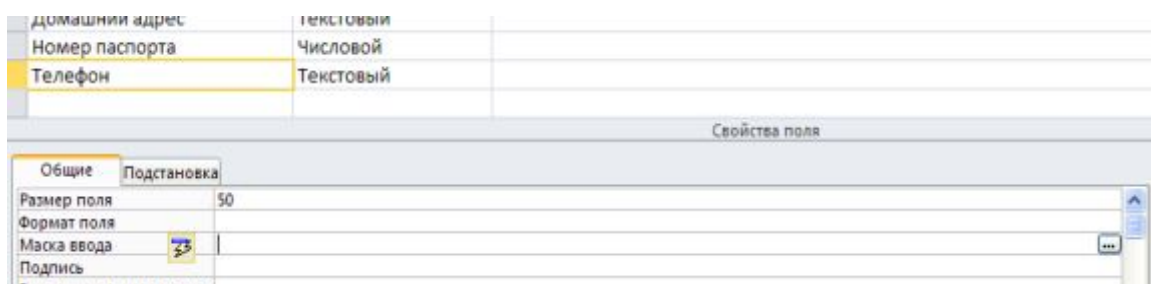 Домашний адрес Текстовый
Номер паспорта Числовой
Телефон Текстовый
Свойства поля
Общие Подстановка
Размер поля 50
Формат поля
Маска ввода
Подпись